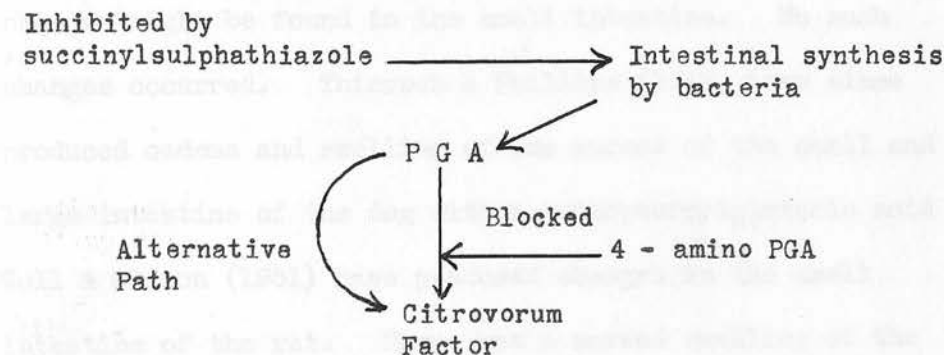 Inhibited by
succinylsulphathiazole
Intestinal synthesis
by bacteria
P G A
Blocked
Alternative
Path
4 - amino PGA
Citrovorum
Factor